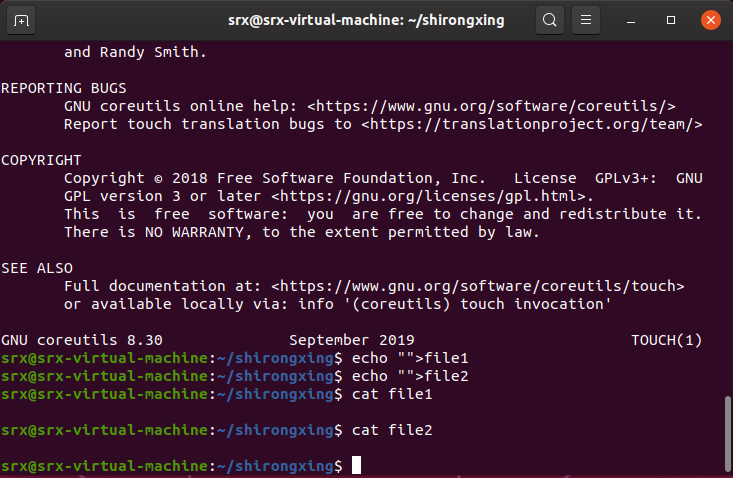 srx@srx-virtual-machine: ~/shirongxing
and Randy Smith.
REPORTING BUGS
GNU coreutils online help: <https://www.gnu.org/software/coreutils/>
Report touch translation bugs to <https://translationproject.org/team/>
COPYRIGHT
Copyright © 2018 Free Software Foundation, Inc.   License  GPLv3+:  GNU
GPL version 3 or later <https://gnu.org/licenses/gpl.html>.
This  is  free  software:  you  are free to change and redistribute it.
There is NO WARRANTY, to the extent permitted by law.
SEE ALSO
Full documentation at: <https://www.gnu.org/software/coreutils/touch>
or available locally via: info '(coreutils) touch invocation'
GNU coreutils 8.30              September 2019                        TOUCH(1)
srx@srx-virtual-machine:~/shirongxing$ echo "">file1
srx@srx-virtual-machine:~/shirongxing$ echo "">file2
srx@srx-virtual-machine:~/shirongxing$ cat file1
srx@srx-virtual-machine:~/shirongxing$ cat file2
srx@srx-virtual-machine:~/shirongxing$